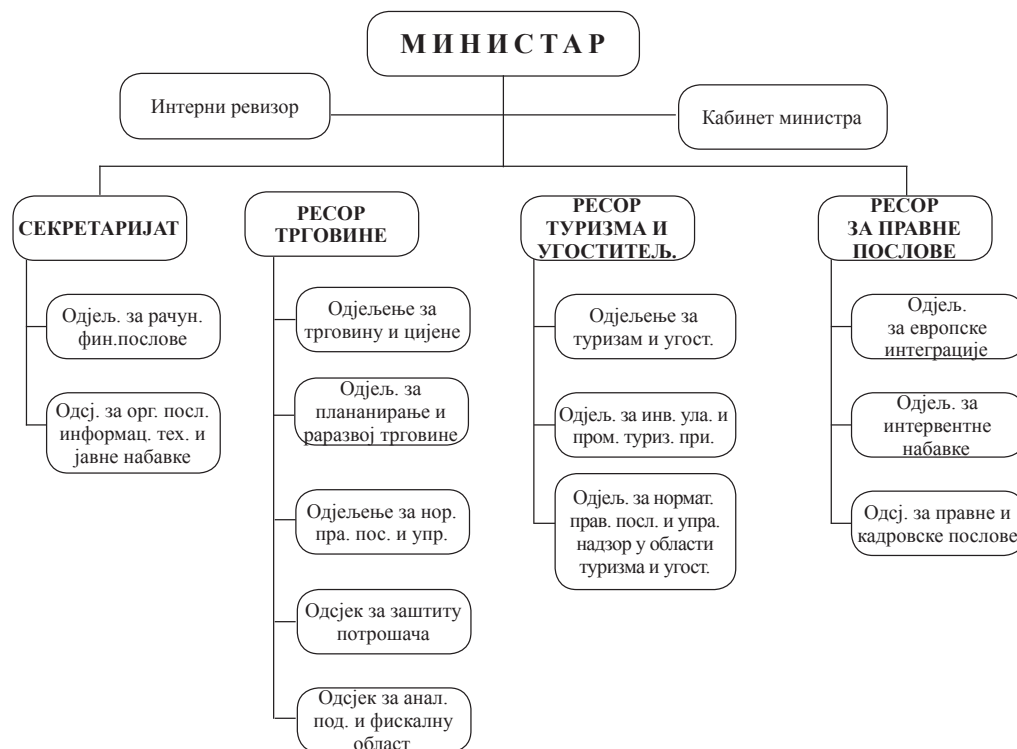 МИНИСТАР
Интерни ревизор
Кабинет министра
СЕКРЕТАРИЈАТ
Одјељ. за рачун.
фин.послове
Одсј. за орг. посл.
информац. тех. и
јавне набавке
РЕСОР
ТРГОВИНЕ
Одјељење за
трговину и цијене
Одјељ. за
плананирање и
раразвој трговине
Одјељење за нор.
пра. пос. и упр.
Одсјек за заштиту
потрошача
Одсјек за анал.
под. и фискалну
област
РЕСОР
ТУРИЗМА И
УГОСТИТЕЉ.
Одјељење за
туризам и угост.
Одјељ. за инв. ула. и
пром. туриз. при.
Одјељ. за нормат.
прав. посл. и упра.
надзор у области
туризма и угост.
РЕСОР
ЗА ПРАВНЕ
ПОСЛОВЕ
Одјељ.
за европске
интеграције
Одјељ. за
интервентне
набавке
Одсј. за правне и
кадровске послове